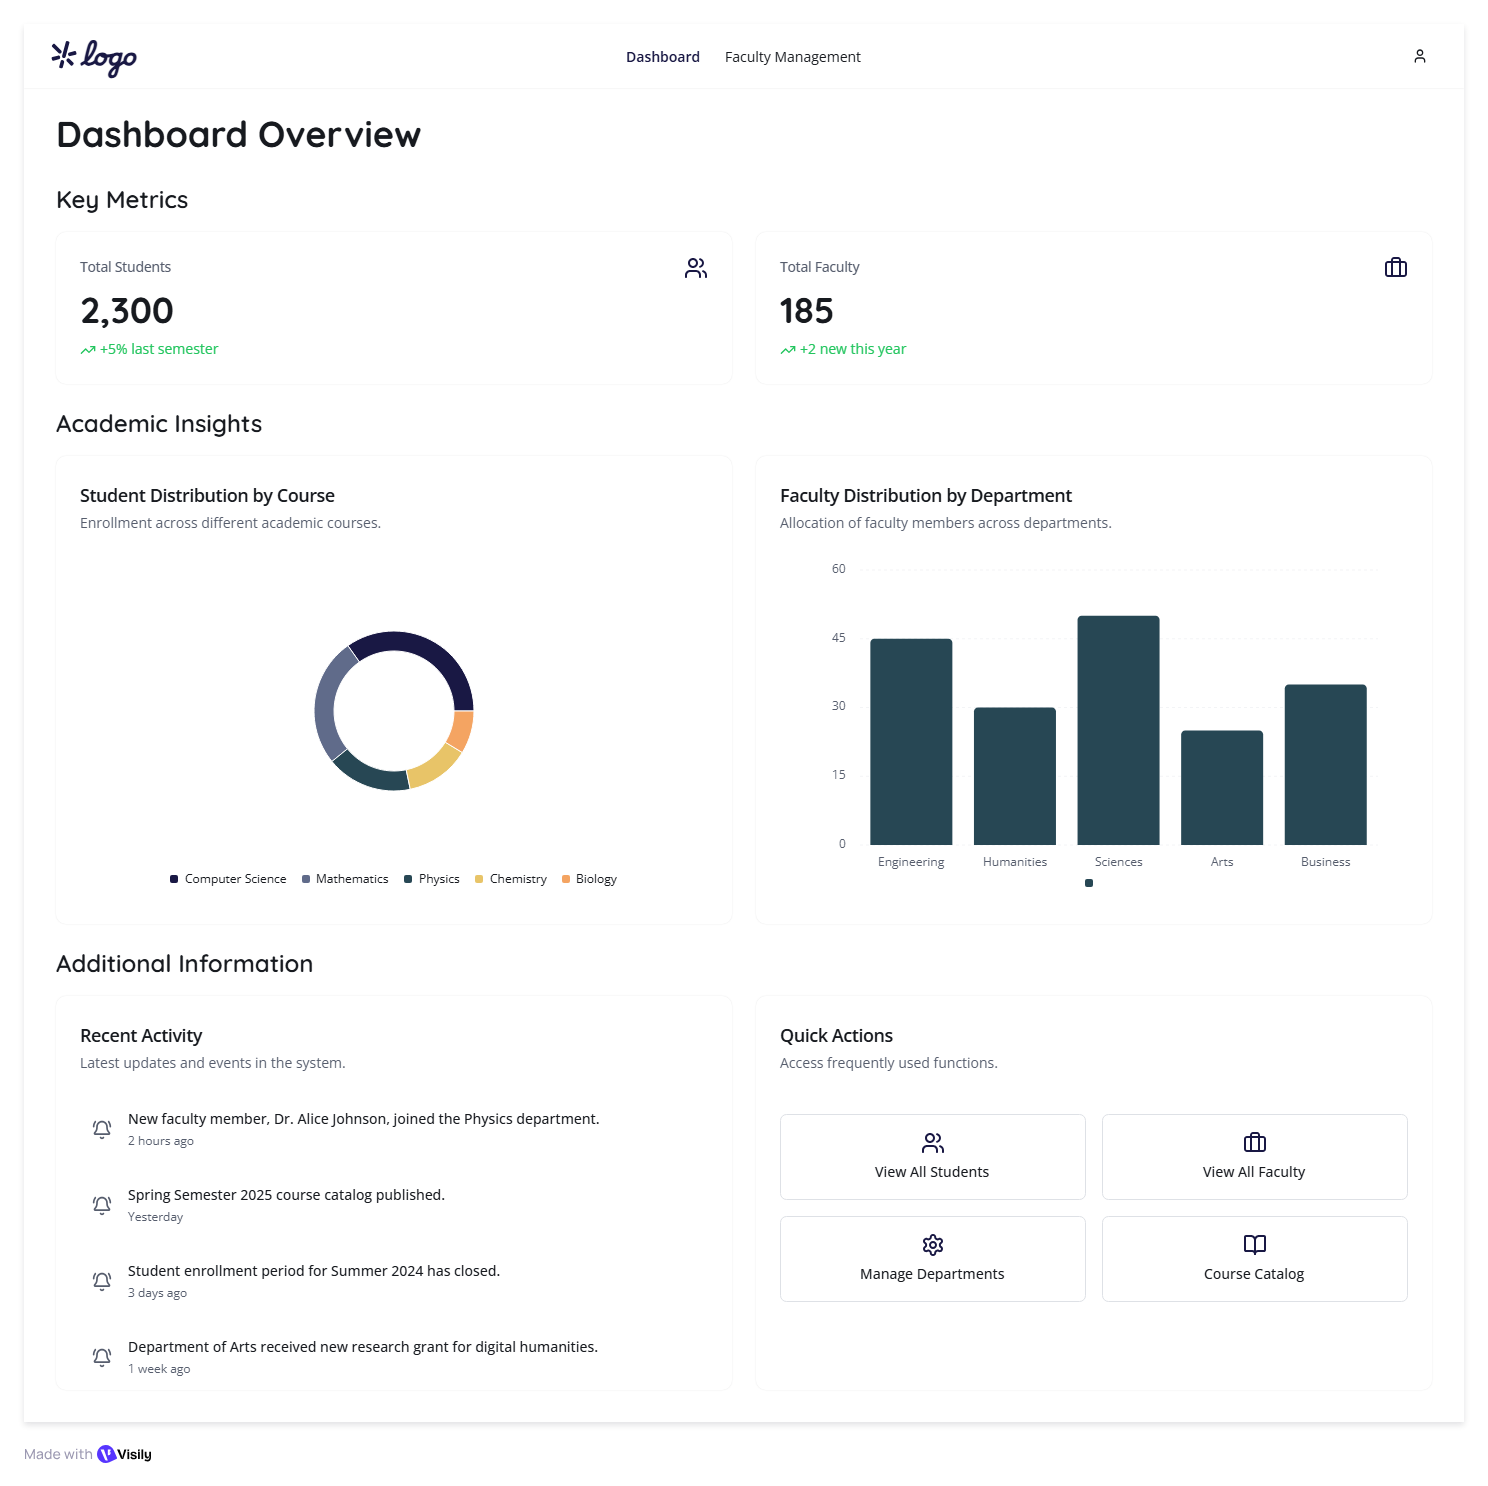 logo
Dashboard
Faculty Management
Dashboard Overview
Key Metrics
Total Students
2,300
+5% last semester
Total Faculty
185
+2 new this year
Academic Insights
Student Distribution by Course
Enrollment across different academic courses.
Computer Science
Mathematics
Physics
Chemistry
Biology
Faculty Distribution by Department
Allocation of faculty members across departments.
60
45
30
15
0
Engineering
Humanities
Sciences
Arts
Business
Additional Information
Recent Activity
Latest updates and events in the system.
New faculty member, Dr. Alice Johnson, joined the Physics department.
2 hours ago
Spring Semester 2025 course catalog published.
Yesterday
Student enrollment period for Summer 2024 has closed.
3 days ago
Department of Arts received new research grant for digital humanities.
1 week ago
Quick Actions
Access frequently used functions.
View All Students
View All Faculty
Manage Departments
Course Catalog
Made with Visily